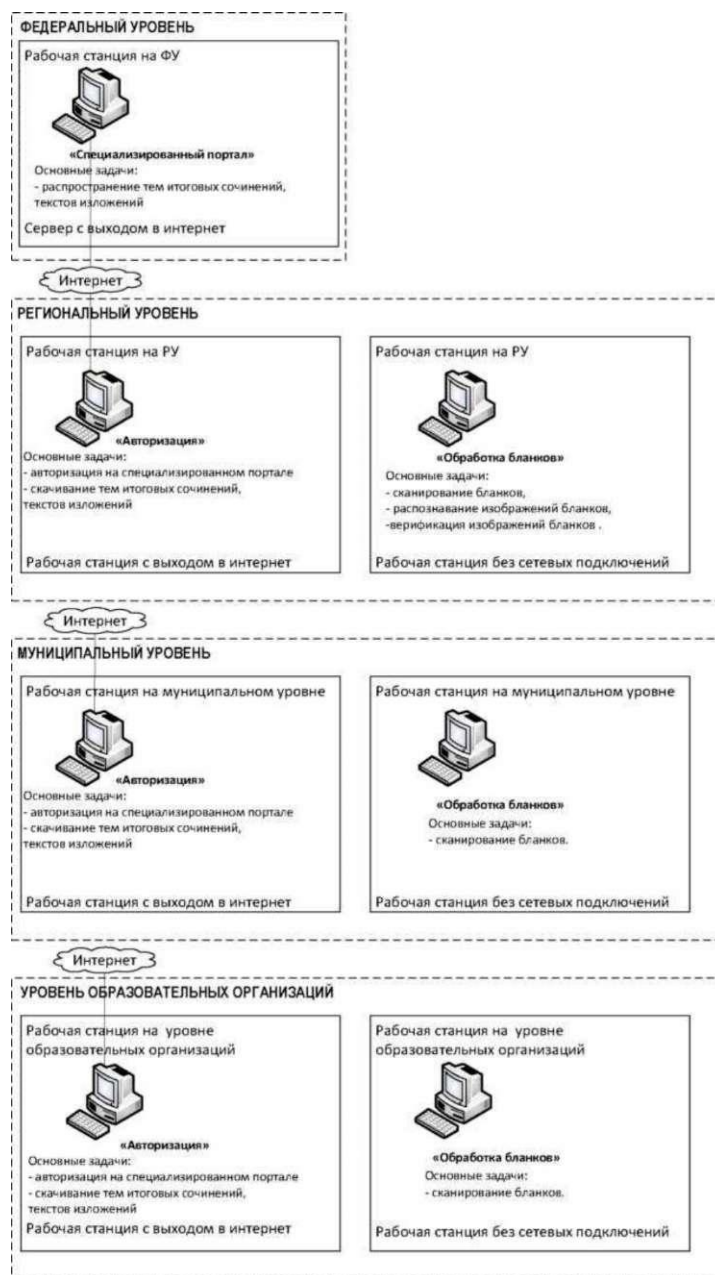 ФЕДЕРАЛЬНЫЙ УРОВЕНЬ
Рабочая станция на ФУ
«Специализированный портал»
Основные задачи:
- распространение тем итоговых сочинений,
текстов изложений
Сервер с выходом в интернет
Интернет
РЕГИОНАЛЬНЫЙ УРОВЕНЬ
Рабочая станция на РУ
«Авторизация»
Основные задачи:
- авторизация на специализированном портале
- скачивание тем итоговых сочинений,
текстов изложений
Рабочая станция с выходом в интернет
Рабочая станция на РУ
«Обработка бланков»
Основные задачи:
- сканирование бланков,
- распознавание изображений бланков,
-верификация изображений бланков .
Рабочая станция без сетевых подключений
Интернет
МУНИЦИПАЛЬНЫЙ УРОВЕНЬ
Рабочая станция на муниципальном уровне
«Авторизация»
Основные задачи:
- авторизация на специализированном портале
- скачивание тем итоговых сочинений,
текстов изложений
Рабочая станция с выходом в интернет
Рабочая станция на муниципальном уровне
«Обработка бланков»
Основные задачи:
- сканирование бланков.
Рабочая станция без сетевых подключений
Интернет
УРОВЕНЬ ОБРАЗОВАТЕЛЬНЫХ ОРГАНИЗАЦИЙ
Рабочая станция на уровне
образовательных организаций
«Авторизация»
Основные задачи:
- авторизация на специализированном портале
- скачивание тем итоговых сочинений,
текстов изложений
Рабочая станция с выходом в интернет
Рабочая станция на уровне
образовательных организаций
«Обработка бланков»
Основные задачи:
- сканирование бланков.
Рабочая станция без сетевых подключений